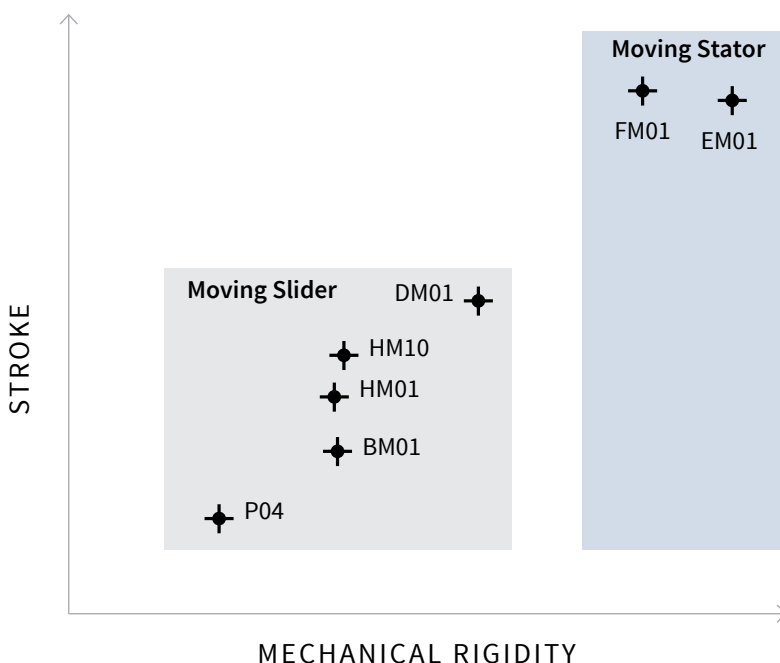 Moving Stator
FM01
EM01
Moving Slider
DM01
HM10
HM01
BM01
P04
STROKE
MECHANICAL RIGIDITY